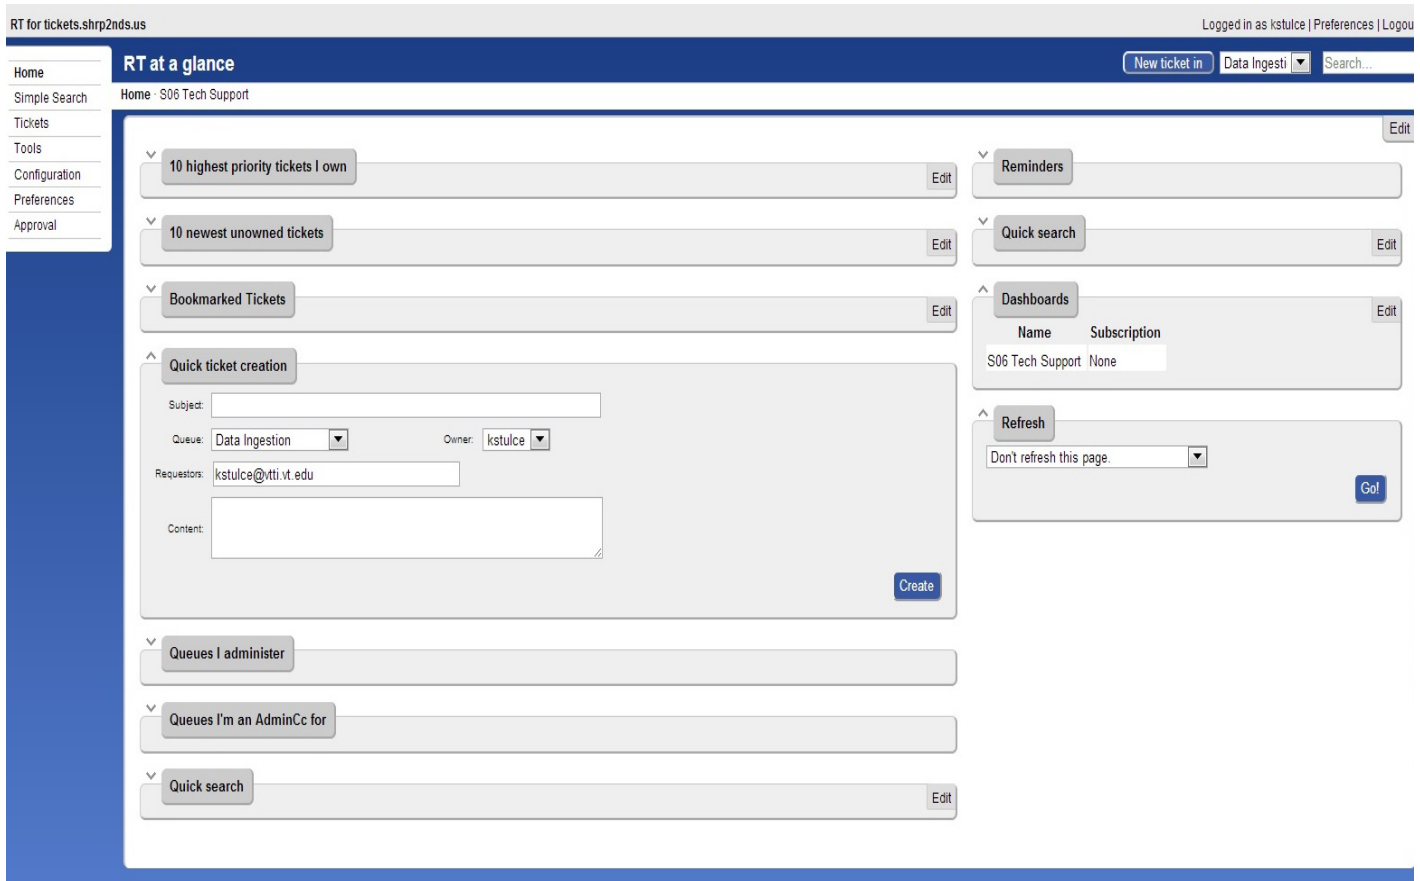 RT for tickets.shrp2nds.us
Logged in as kstulce | Preferences | Logou
Home
Simple Search
Tickets
Tools
Configuration
Preferences
Approval
RT at a glance
New ticket in
Data Ingesti
Search...
Home · S06 Tech Support
Edit
10 highest priority tickets I own
Edit
10 newest unowned tickets
Edit
Bookmarked Tickets
Edit
Quick ticket creation
Subject:
Queue: Data Ingestion Owner: kstulce
Requestors: kstulce@vtti.vt.edu
Content:
Create
Queues I administer
Queues I'm an AdminCc for
Quick search
Edit
Reminders
Quick search
Edit
Dashboards
Edit
Name Subscription
S06 Tech Support None
Refresh
Don't refresh this page.
Go!